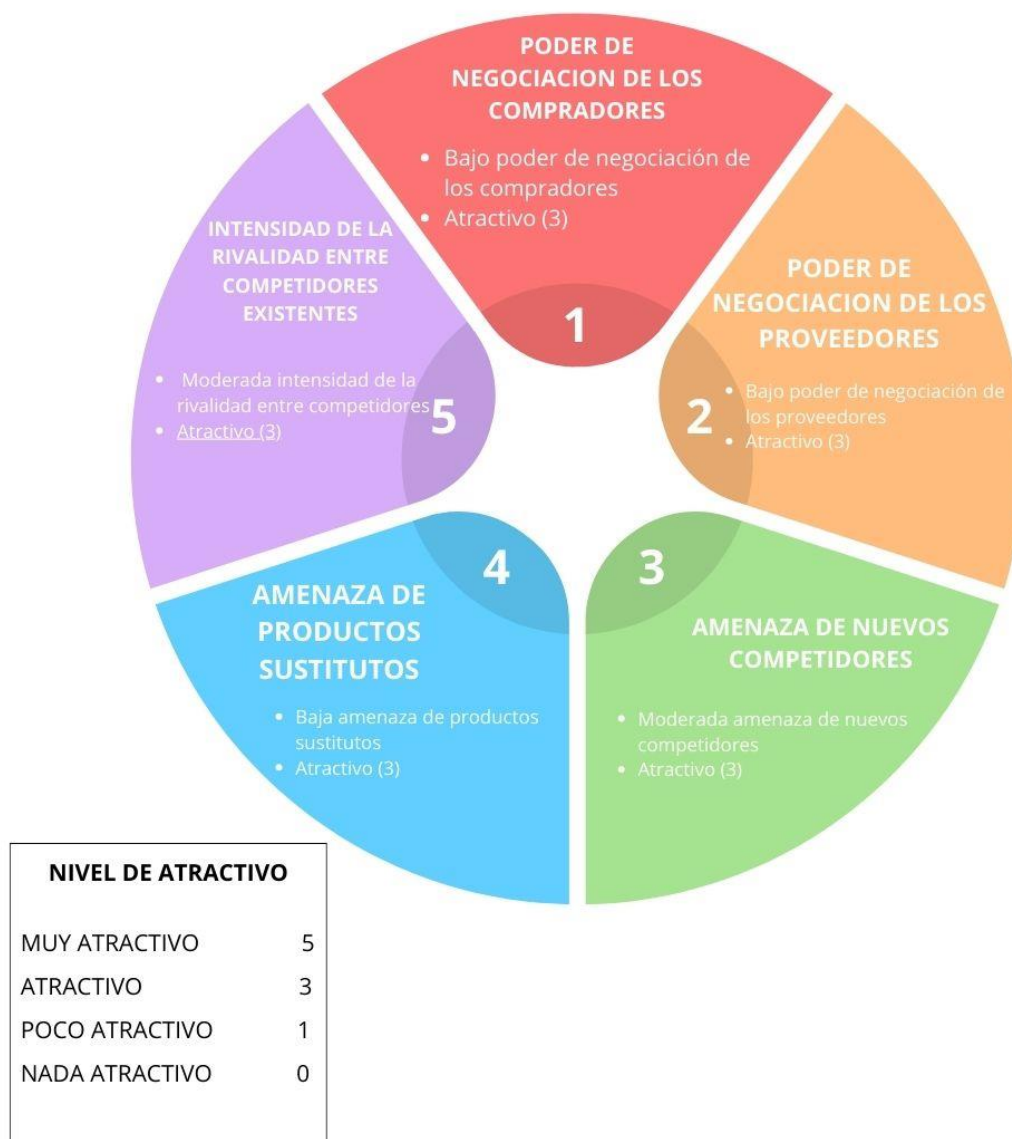 PODER DE
NEGOCIACION DE LOS
COMPRADORES
• Bajo poder de negociación de
los compradores
• Atractivo (3)
1
PODER DE
NEGOCIACION DE LOS
PROVEEDORES
• Bajo poder de negociación de
los proveedores
• Atractivo (3)
2
AMENAZA DE NUEVOS
COMPETIDORES
• Moderada amenaza de nuevos
competidores
• Atractivo (3)
3
AMENAZA DE
PRODUCTOS
SUSTITUTOS
• Baja amenaza de productos
sustitutos
• Atractivo (3)
4
INTENSIDAD DE LA
RIVALIDAD ENTRE
COMPETIDORES
EXISTENTES
• Moderada intensidad de la
rivalidad entre competidores
• Atractivo (3)
5
NIVEL DE ATRACTIVO
MUY ATRACTIVO 5
ATRACTIVO 3
POCO ATRACTIVO 1
NADA ATRACTIVO 0